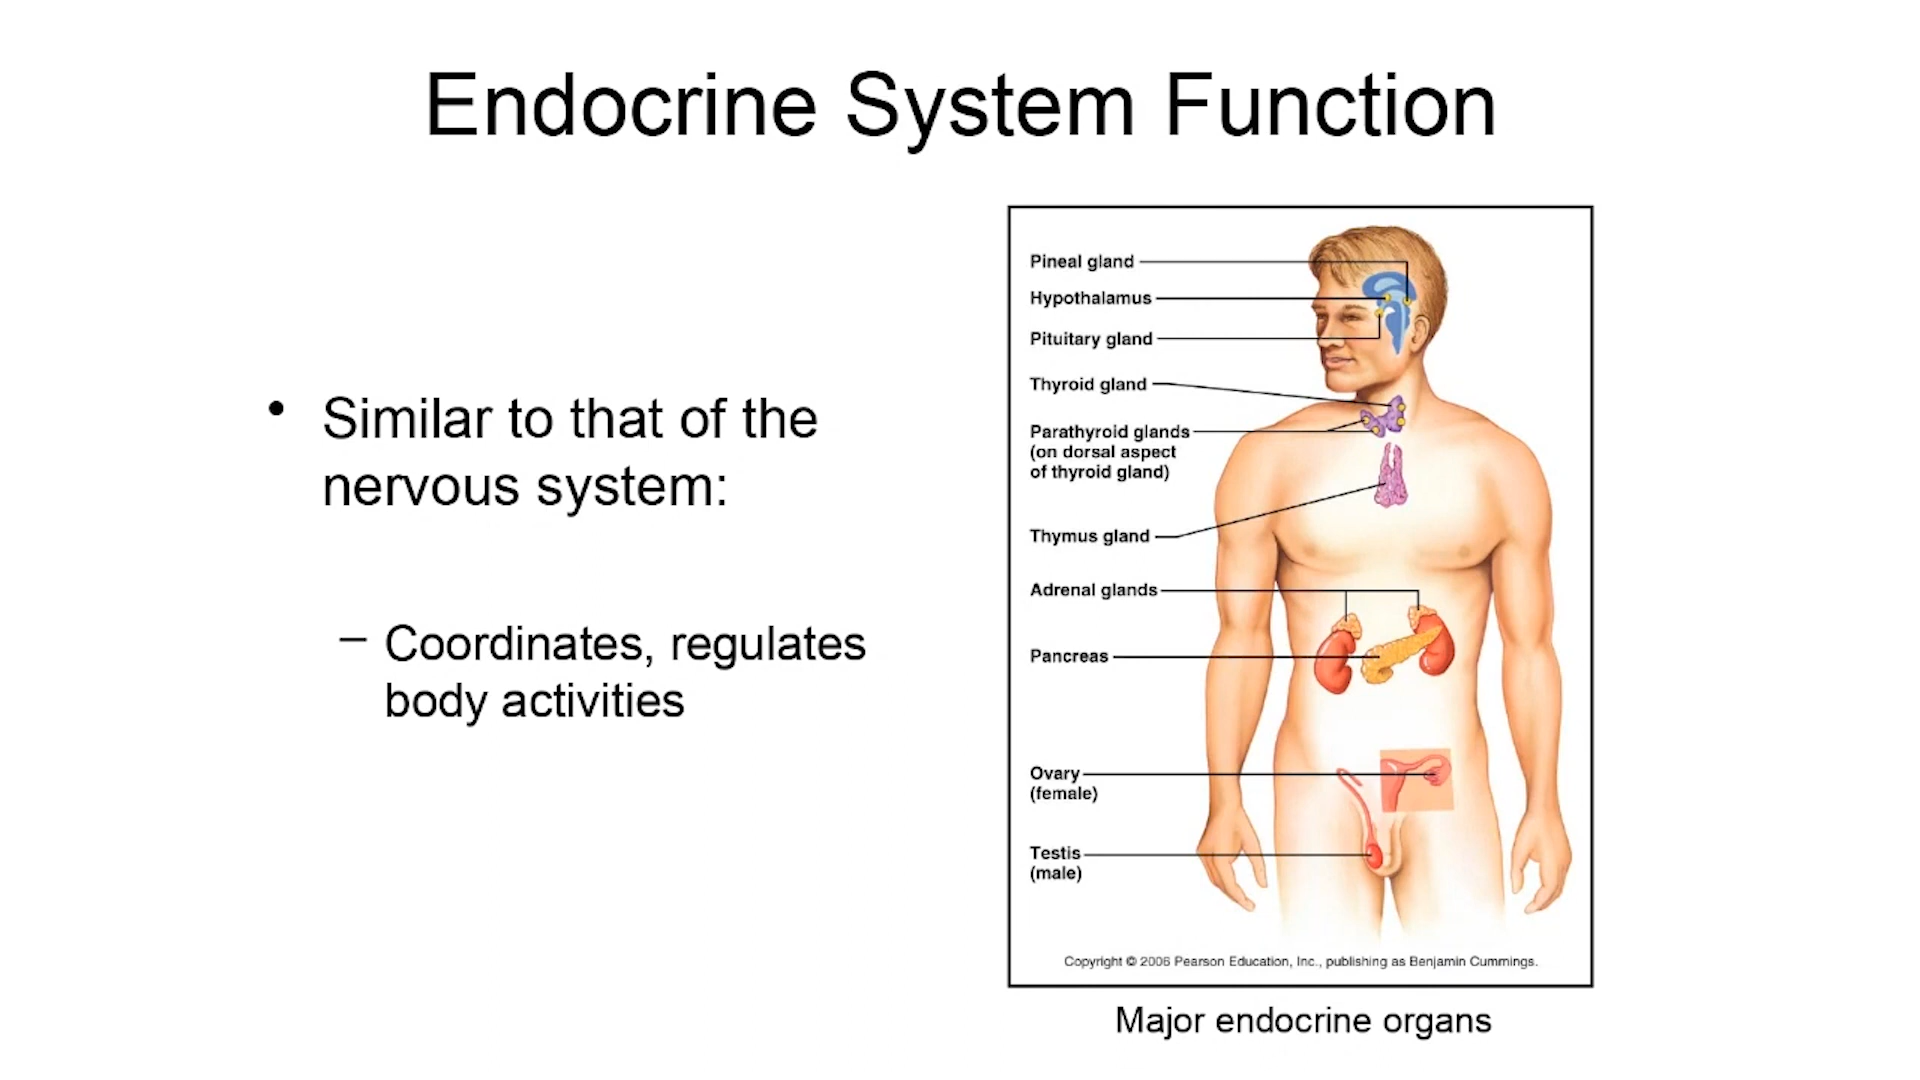 Endocrine System Function
• Similar to that of the
nervous system:
– Coordinates, regulates
body activities
Pineal gland
Hypothalamus
Pituitary gland
Thyroid gland
Parathyroid glands
(on dorsal aspect
of thyroid gland)
Thymus gland
Adrenal glands
Pancreas
Ovary
(female)
Testis
(male)
Copyright © 2006 Pearson Education, Inc., publishing as Benjamin Cummings.
Major endocrine organs